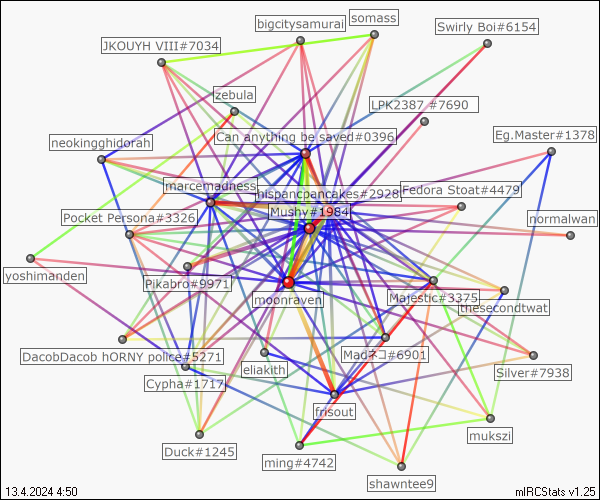 somass
bigcitysamurai
Swirly Boi#6154
JKOUYH VIII#7034
zebula
LPK2387 #7690
Can anything be saved#0396
Eg.Master#1378
neokingghidorah
marcemadness
hispancpancakes#2928
Fedora Stoat#4479
Mushy#1984
Pocket Persona#3326
normalwan
yoshimanden
Pikabro#9971
moonraven
Majestic#3375
thesecondtwat
DacobDacob hORNY police#5271
Madネコ#6901
eliakith
Silver#7938
Cypha#1717
frisout
mukszi
Duck#1245
ming#4742
shawntee9
13.4.2024 4:50
mIRCStats v1.25